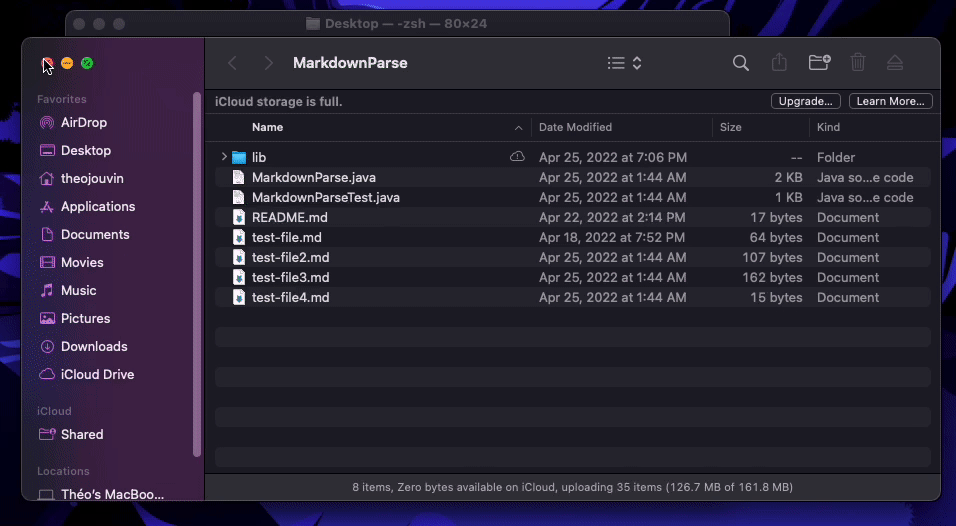 Desktop — -zsh — 80×24
MarkdownParse
iCloud storage is full. Upgrade... Learn More...
Favorites
AirDrop
Desktop
theojouvin
Applications
Documents
Movies
Music
Pictures
Downloads
iCloud Drive
iCloud
Shared
Locations
Théo's MacBoo...
Name Date Modified Size Kind
lib Apr 25, 2022 at 7:06 PM -- Folder
MarkdownParse.java Apr 25, 2022 at 1:44 AM 2 KB Java so...e code
MarkdownParseTest.java Apr 25, 2022 at 1:44 AM 1 KB Java so...e code
README.md Apr 22, 2022 at 2:14 PM 17 bytes Document
test-file.md Apr 18, 2022 at 7:52 PM 64 bytes Document
test-file2.md Apr 25, 2022 at 1:44 AM 107 bytes Document
test-file3.md Apr 25, 2022 at 1:44 AM 162 bytes Document
test-file4.md Apr 25, 2022 at 1:44 AM 15 bytes Document
8 items, Zero bytes available on iCloud, uploading 35 items (126.7 MB of 161.8 MB)